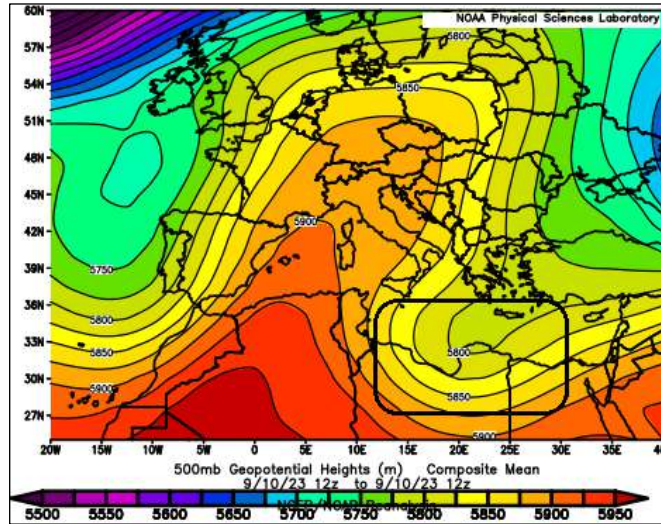 NOAA Physical Sciences Laboratory
60N
57N
54N
51N
48N
45N
42N
39N
36N
33N
30N
27N
5800
5850
5900
5750
5800
5850
5900
5800
5850
5900
20W 15W 10W 5W 0 5E 10E 15E 20E 25E 30E 35E
500mb Geopotential Heights (m) Composite Mean
9/10/23 12z to 9/10/23 12z
5500 5550 5600 5650 5700 5750 5800 5850 5900 5950